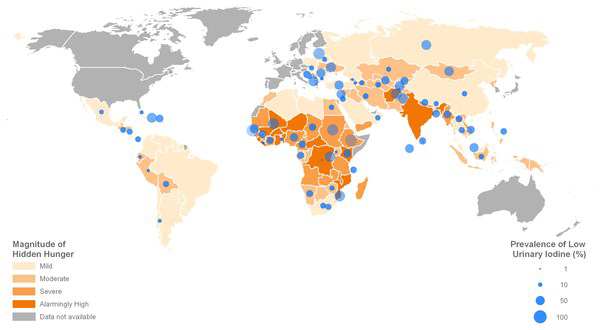 Magnitude of
Hidden Hunger
Mild
Moderate
Severe
Alarmingly High
Data not available
Prevalence of Low
Urinary Iodine (%)
1
10
50
100